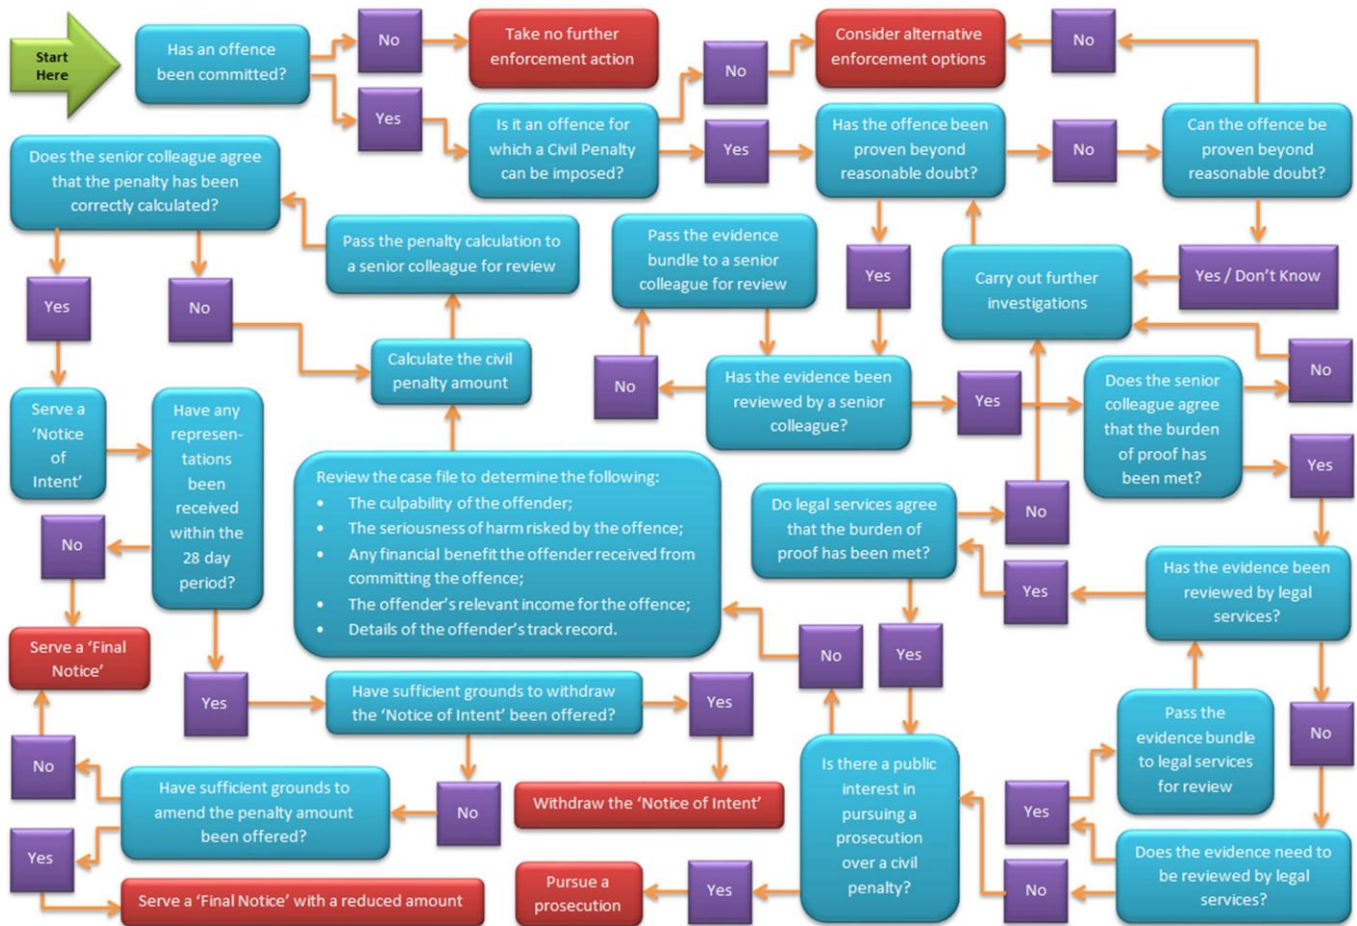 Start
Here
Has an offence
been committed?
No
Take no further
enforcement action
No
Consider alternative
enforcement options
No
Yes
Is it an offence for
which a Civil Penalty
can be imposed?
Yes
Has the offence been
proven beyond
reasonable doubt?
No
Can the offence be
proven beyond
reasonable doubt?
Does the senior colleague agree
that the penalty has been
correctly calculated?
Pass the penalty calculation to
a senior colleague for review
Pass the evidence
bundle to a senior
colleague for review
Yes
Carry out further
investigations
Yes / Don't Know
Yes
No
Calculate the civil
penalty amount
No
Has the evidence been
reviewed by a senior
colleague?
Yes
Does the senior
colleague agree
that the burden
of proof has
been met?
No
Serve a
‘Notice
of
Intent’
Have any
represen-
tations
been
received
within the
28 day
period?
Review the case file to determine the following:
• The culpability of the offender;
• The seriousness of harm risked by the offence;
• Any financial benefit the offender received from
committing the offence;
• The offender’s relevant income for the offence;
• Details of the offender’s track record.
Do legal services agree
that the burden of
proof has been met?
No
Yes
No
Yes
Has the evidence been
reviewed by legal
services?
Serve a ‘Final
Notice’
No
Yes
Yes
Have sufficient grounds to withdraw
the ‘Notice of Intent’ been offered?
Yes
Pass the
evidence bundle
to legal services
for review
No
No
Have sufficient grounds to
amend the penalty amount
been offered?
No
Withdraw the ‘Notice of Intent’
Is there a public
interest in
pursuing a
prosecution
over a civil
penalty?
Yes
Does the evidence need to
be reviewed by legal
services?
Yes
Serve a ‘Final Notice’ with a reduced amount
Pursue a
prosecution
Yes
No